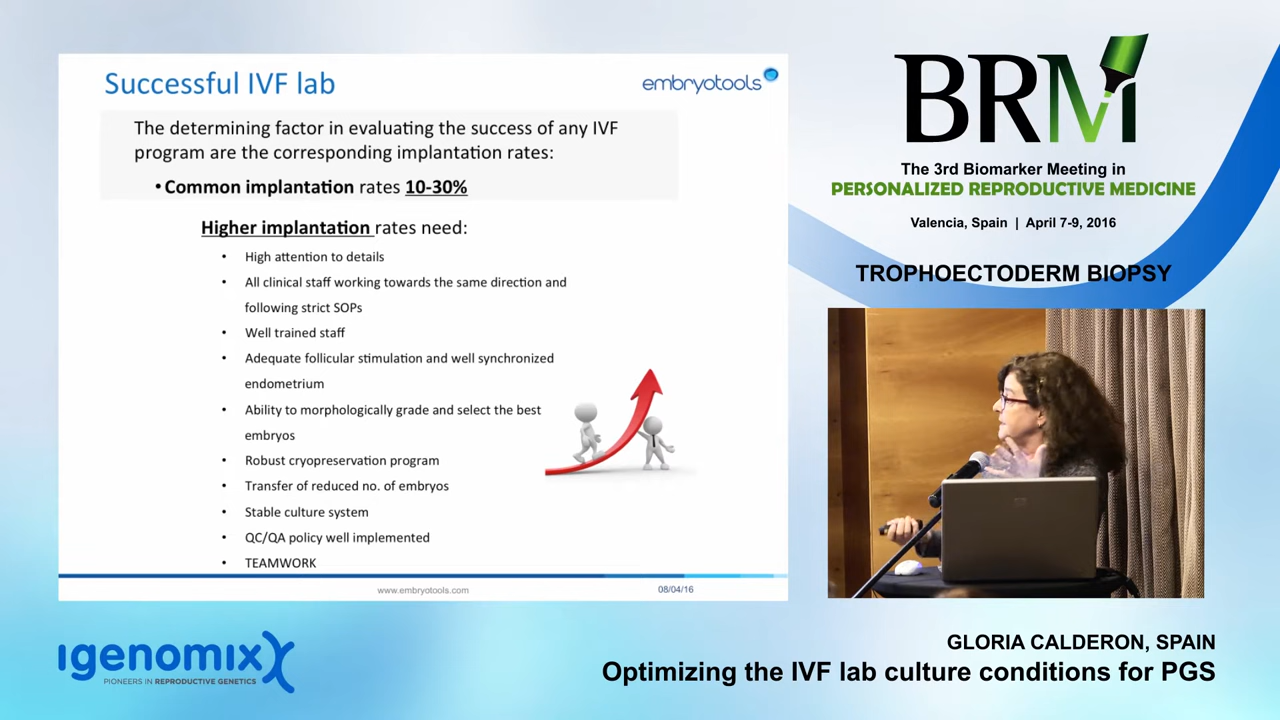 Successful IVF lab
embryotools
The determining factor in evaluating the success of any IVF
program are the corresponding implantation rates:
• Common implantation rates 10-30%
Higher implantation rates need:
• High attention to details
• All clinical staff working towards the same direction and
following strict SOPs
• Well trained staff
• Adequate follicular stimulation and well synchronized
endometrium
• Ability to morphologically grade and select the best
embryos
• Robust cryopreservation program
• Transfer of reduced no. of embryos
• Stable culture system
• QC/QA policy well implemented
• TEAMWORK
www.embryotools.com
08/04/16
BRM
The 3rd Biomarker Meeting in
PERSONALIZED REPRODUCTIVE MEDICINE
Valencia, Spain | April 7-9, 2016
TROPHOECTODERM BIOPSY
igenomix
PIONEERS IN REPRODUCTIVE GENETICS
GLORIA CALDERON, SPAIN
Optimizing the IVF lab culture conditions for PGS